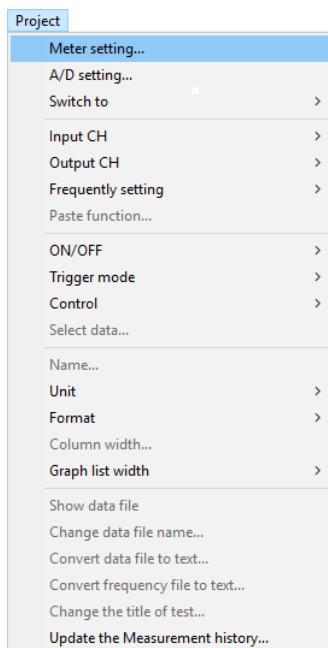 Project
Meter setting...
A/D setting...
Switch to
Input CH
Output CH
Frequently setting
Paste function...
ON/OFF
Trigger mode
Control
Select data...
Name...
Unit
Format
Column width...
Graph list width
Show data file
Change data file name...
Convert data file to text...
Convert frequency file to text...
Change the title of test...
Update the Measurement history...